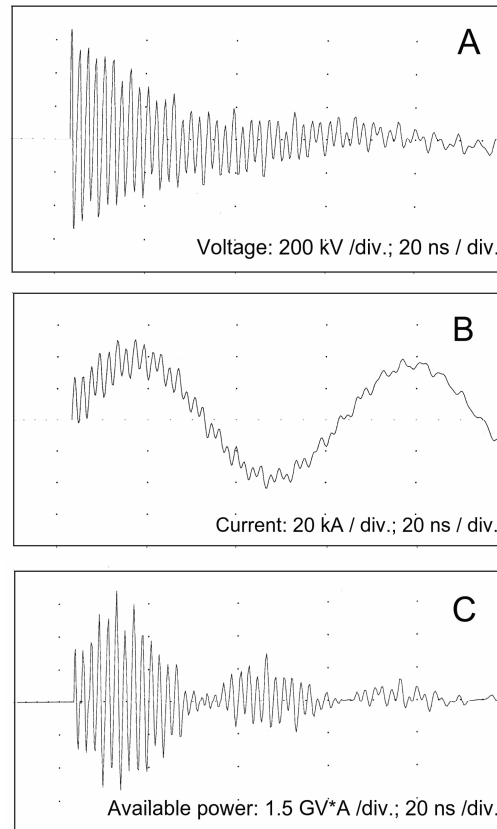 A
Voltage: 200 kV /div.; 20 ns / div.
B
Current: 20 kA / div.; 20 ns / div.
C
Available power: 1.5 GV*A /div.; 20 ns /div.